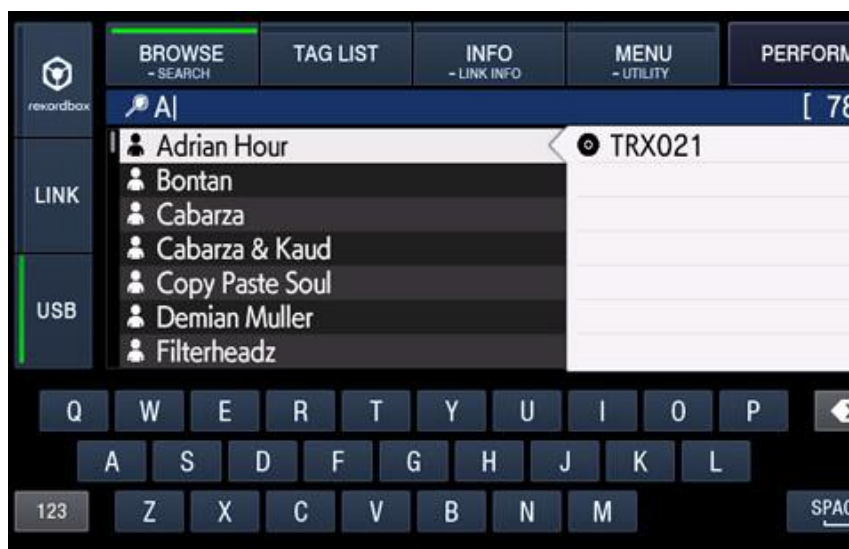 BROWSE TAG LIST INFO MENU PERFORM
- SEARCH - LINK INFO - UTILITY
rekordbox
A [ 78
Adrian Hour TRX021
Bontan
LINK
Cabarza
Cabarza & Kaud
Copy Paste Soul
USB
Demian Muller
Filterheadz
Q W E R T Y U I O P
A S D F G H J K L
123 Z X C V B N M SPAC